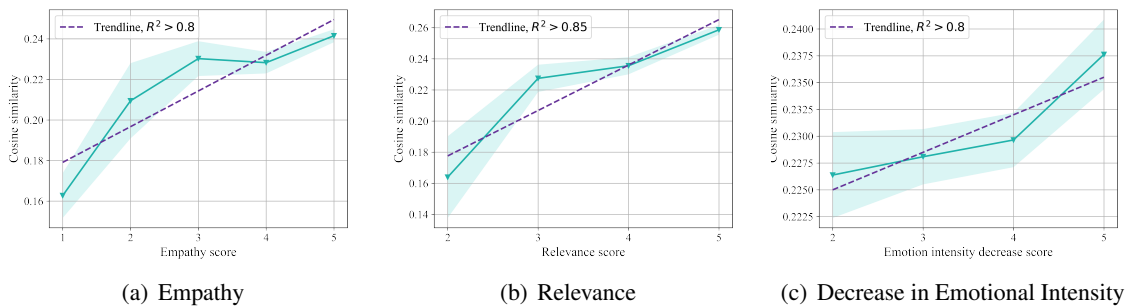 Trendline, R² > 0.8
Cosine similarity
0.24
0.22
0.20
0.18
0.16
1 2 3 4 5
Empathy score
(a) Empathy
Trendline, R² > 0.85
Cosine similarity
0.26
0.24
0.22
0.20
0.18
0.16
0.14
2 3 4 5
Relevance score
(b) Relevance
Trendline, R² > 0.8
Cosine similarity
0.2400
0.2375
0.2350
0.2325
0.2300
0.2275
0.2250
0.2225
2 3 4 5
Emotion intensity decrease score
(c) Decrease in Emotional Intensity